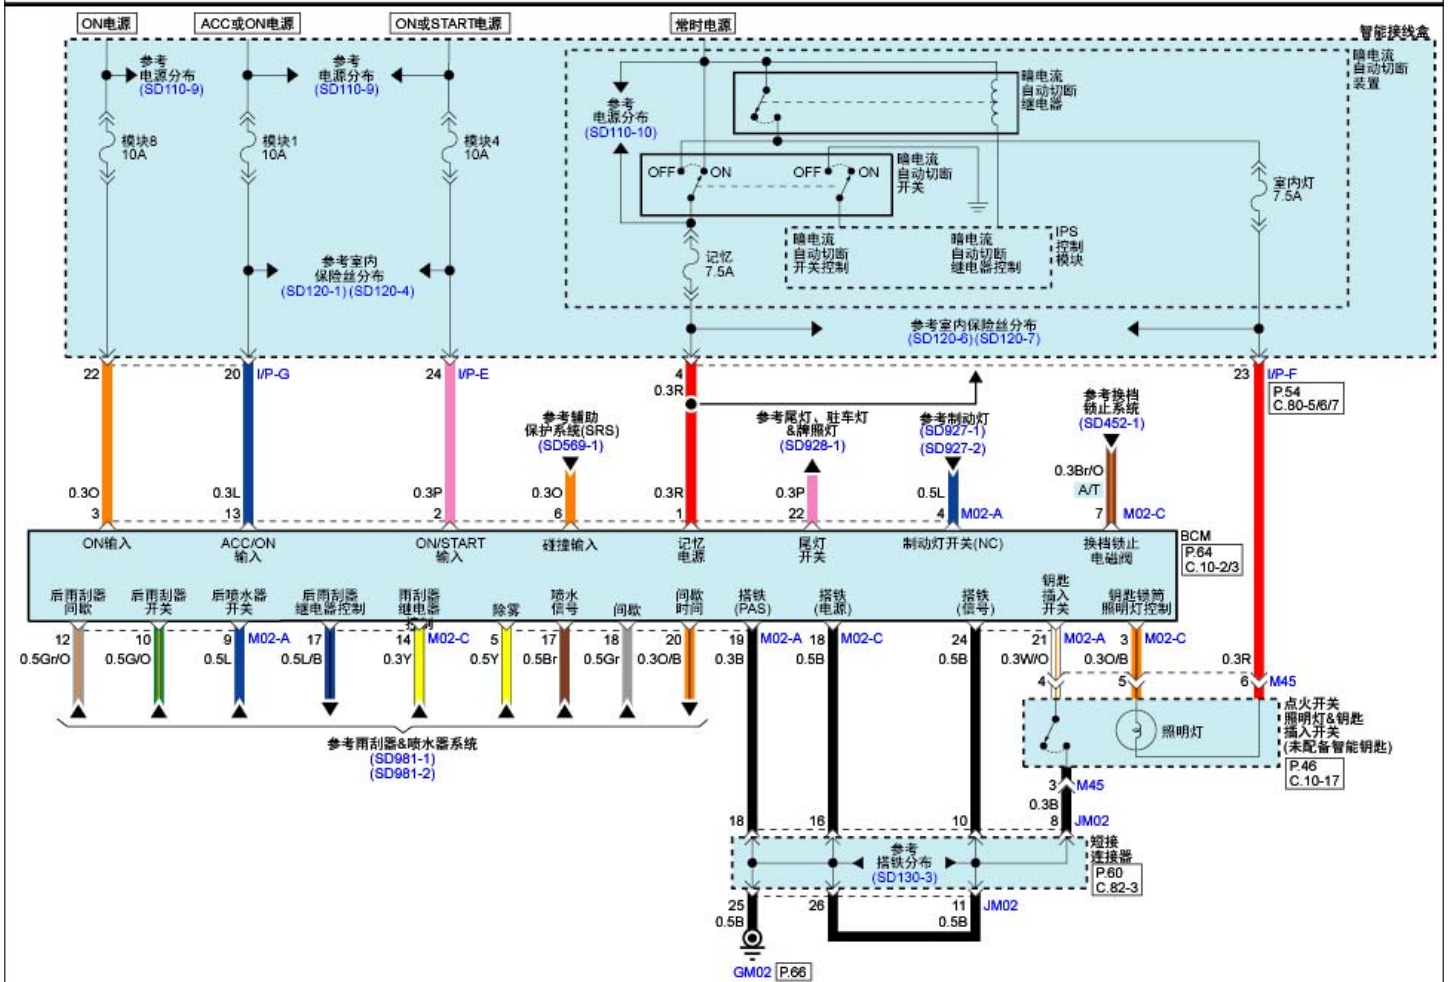 ON电源
ACC或ON电源
ON或START电源
常时电源
智能接线盒
参考
电源分布
(SD110-9)
参考
电源分布
(SD110-9)
参考
电源分布
(SD110-10)
暗电流
自动切断
继电器
暗电流
自动切断
装置
模块8
10A
模块1
10A
模块4
10A
OFF
ON
OFF
ON
暗电流
自动切断
开关
室内灯
7.5A
记忆
7.5A
暗电流
自动切断
开关控制
暗电流
自动切断
继电器控制
IPS
控制
模块
参考室内
保险丝分布
(SD120-1)(SD120-4)
参考室内保险丝分布
(SD120-6)(SD120-7)
22
20
I/P-G
24
I/P-E
4
0.3R
23
I/P-F
P.54
C.80-5/6/7
参考辅助
保护系统(SRS)
(SD569-1)
参考尾灯、驻车灯
&牌照灯
(SD928-1)
参考制动灯
(SD927-1)
(SD927-2)
参考换档
锁止系统
(SD452-1)
0.3Br/O
A/T
0.3O
0.3L
0.3P
0.3O
0.3R
0.3P
0.5L
3
13
2
6
1
22
4
M02-A
7
M02-C
ON输入
ACC/ON
输入
ON/START
输入
碰撞输入
记忆
电源
尾灯
开关
制动灯开关(NC)
换档锁止
电磁阀
BCM
P.64
C.10-2/3
后雨刮器
间歇
后雨刮器
开关
后喷水器
开关
后雨刮器
继电器控制
雨刮器
继电器
控制
除雾
喷水
信号
间歇
间歇
时间
搭铁
(PAS)
搭铁
(电源)
搭铁
(信号)
钥匙
插入
开关
钥匙锁筒
照明灯控制
12
10
9
M02-A
17
14
M02-C
5
17
18
20
19
M02-A
18
M02-C
24
21
M02-A
3
M02-C
0.5Gr/O
0.5G/O
0.5L
0.5L/B
0.3Y
0.5Y
0.5Br
0.5Gr
0.3O/B
0.3B
0.5B
0.5B
0.3W/O
0.3O/B
0.3R
4
5
6
M45
参考雨刮器&喷水器系统
(SD981-1)
(SD981-2)
照明灯
点火开关
照明灯&钥匙
插入开关
(未配备智能钥匙)
P.46
C.10-17
3
M45
0.3B
18
16
10
8
JM02
参考
搭铁分布
(SD130-3)
短接
连接器
P.60
C.82-3
25
26
11
JM02
0.5B
0.5B
GM02
P.66